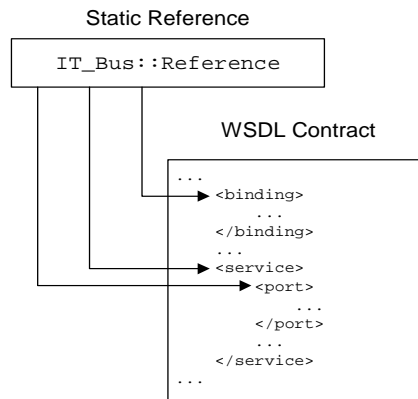 Static Reference
IT_Bus::Reference
WSDL Contract
...
<binding>
...
</binding>
...
<service>
<port>
...
</port>
...
</service>
...